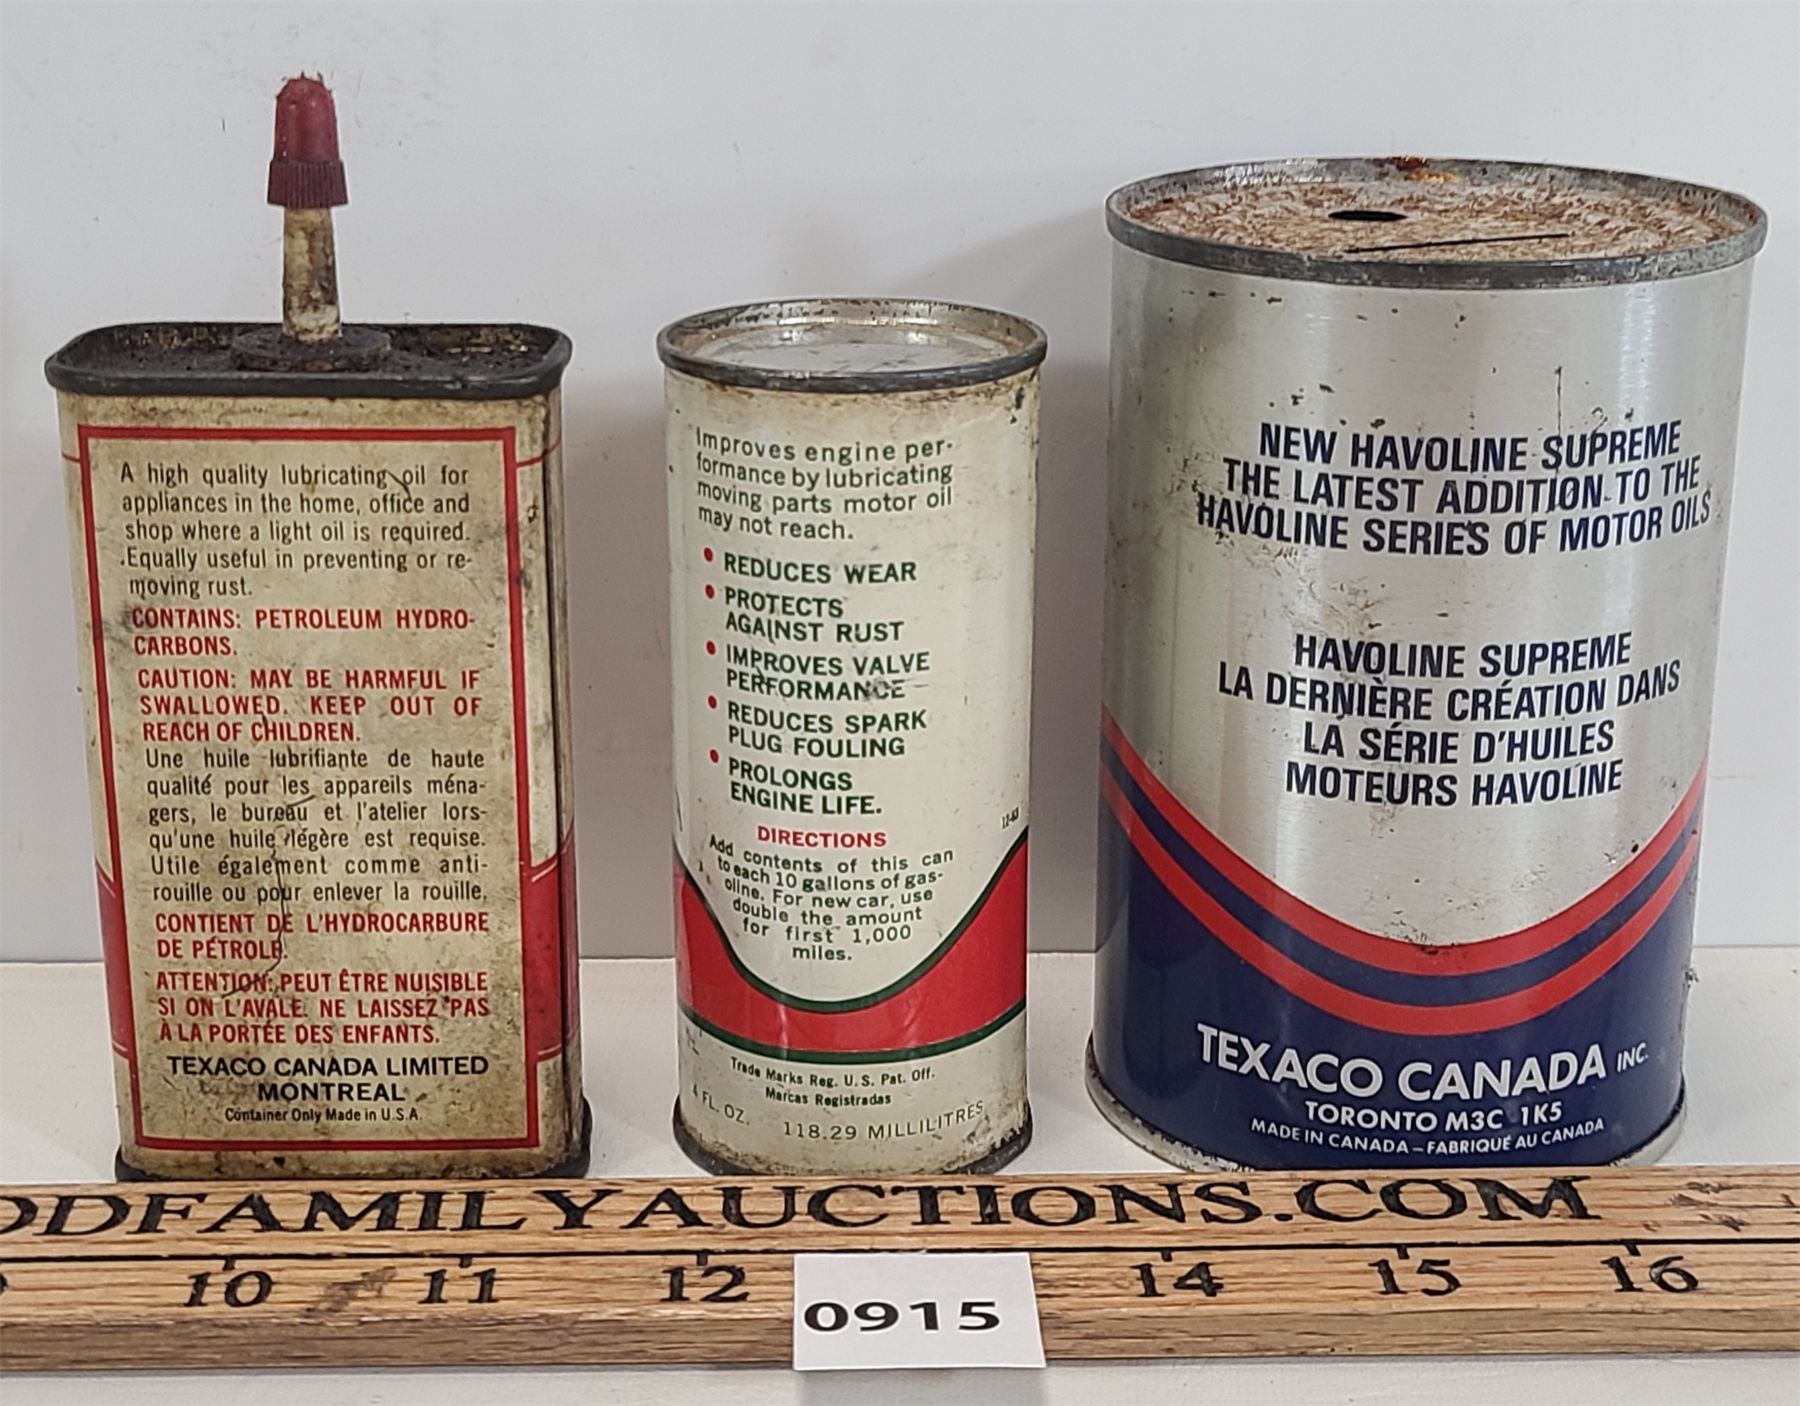 A high quality lubricating oil for
appliances in the home, office and
shop where a light oil is required.
Equally useful in preventing or re-
moving rust.
CONTAINS: PETROLEUM HYDRO-
CARBONS.
CAUTION: MAY BE HARMFUL IF
SWALLOWED. KEEP OUT OF
REACH OF CHILDREN.
Une huile lubrifiante de haute
qualité pour les appareils ména-
gers, le bureau et l'atelier lors-
qu'une huile légère est requise.
Utile également comme anti-
rouille ou pour enlever la rouille.
CONTIENT DE L'HYDROCARBURE
DE PÉTROLE.
ATTENTION: PEUT ÊTRE NUISIBLE
SI ON L'AVALE. NE LAISSEZ PAS
À LA PORTÉE DES ENFANTS.
TEXACO CANADA LIMITED
MONTREAL
Container Only Made in U.S.A.
Improves engine per-
formance by lubricating
moving parts motor oil
may not reach.
• REDUCES WEAR
• PROTECTS
AGAINST RUST
• IMPROVES VALVE
PERFORMANCE
• REDUCES SPARK
PLUG FOULING
• PROLONGS
ENGINE LIFE.
12-63
DIRECTIONS
Add contents of this can
to each 10 gallons of gas-
oline. For new car, use
double the amount
for first 1,000
miles.
Trade Marks Reg. U.S. Pat. Off.
Marcas Registradas
4 FL. OZ. 118.29 MILLILITRES
NEW HAVOLINE SUPREME
THE LATEST ADDITION TO THE
HAVOLINE SERIES OF MOTOR OILS
HAVOLINE SUPREME
LA DERNIÈRE CRÉATION DANS
LA SÉRIE D'HUILES
MOTEURS HAVOLINE
TEXACO CANADA INC.
TORONTO M3C 1K5
MADE IN CANADA – FABRIQUÉ AU CANADA
ODFAMILYAUCTIONS.COM
10 11 12 14 15 16
0915